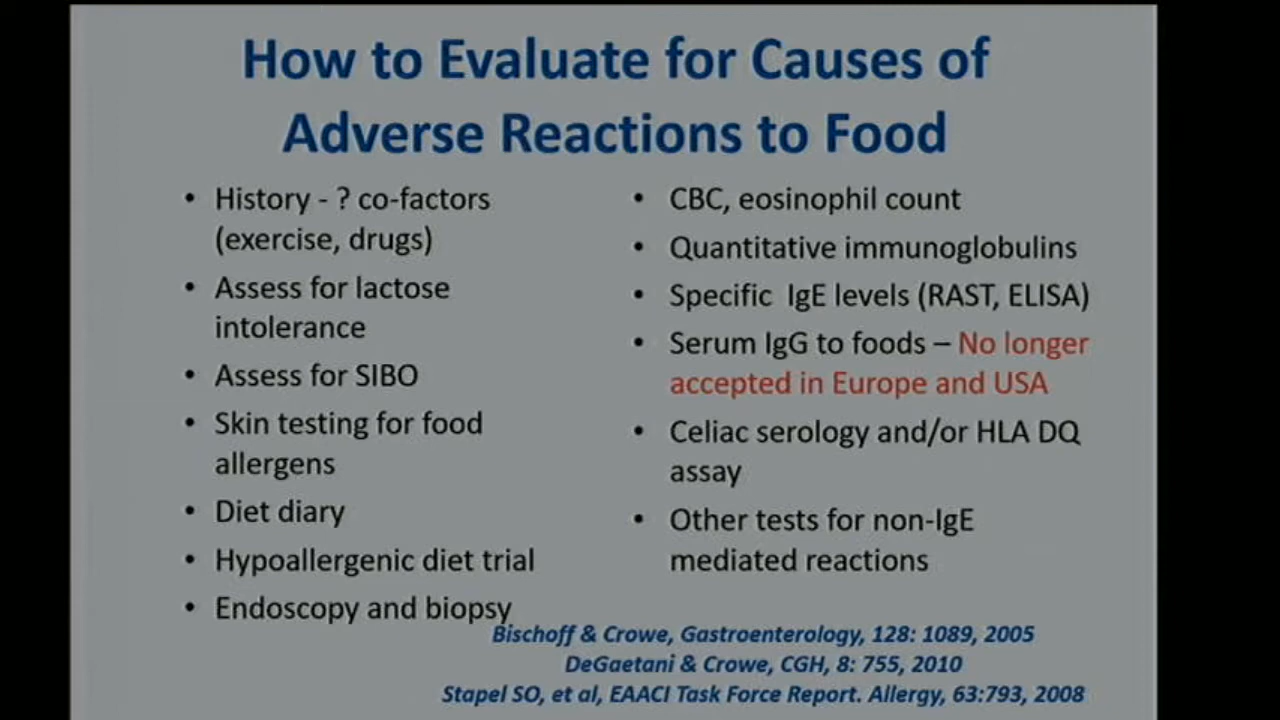 How to Evaluate for Causes of
Adverse Reactions to Food
• History - ? co-factors
(exercise, drugs)
• Assess for lactose
intolerance
• Assess for SIBO
• Skin testing for food
allergens
• Diet diary
• Hypoallergenic diet trial
• Endoscopy and biopsy
• CBC, eosinophil count
• Quantitative immunoglobulins
• Specific IgE levels (RAST, ELISA)
• Serum IgG to foods – No longer
accepted in Europe and USA
• Celiac serology and/or HLA DQ
assay
• Other tests for non-IgE
mediated reactions
Bischoff & Crowe, Gastroenterology, 128: 1089, 2005
DeGaetani & Crowe, CGH, 8: 755, 2010
Stapel SO, et al, EAACI Task Force Report. Allergy, 63:793, 2008